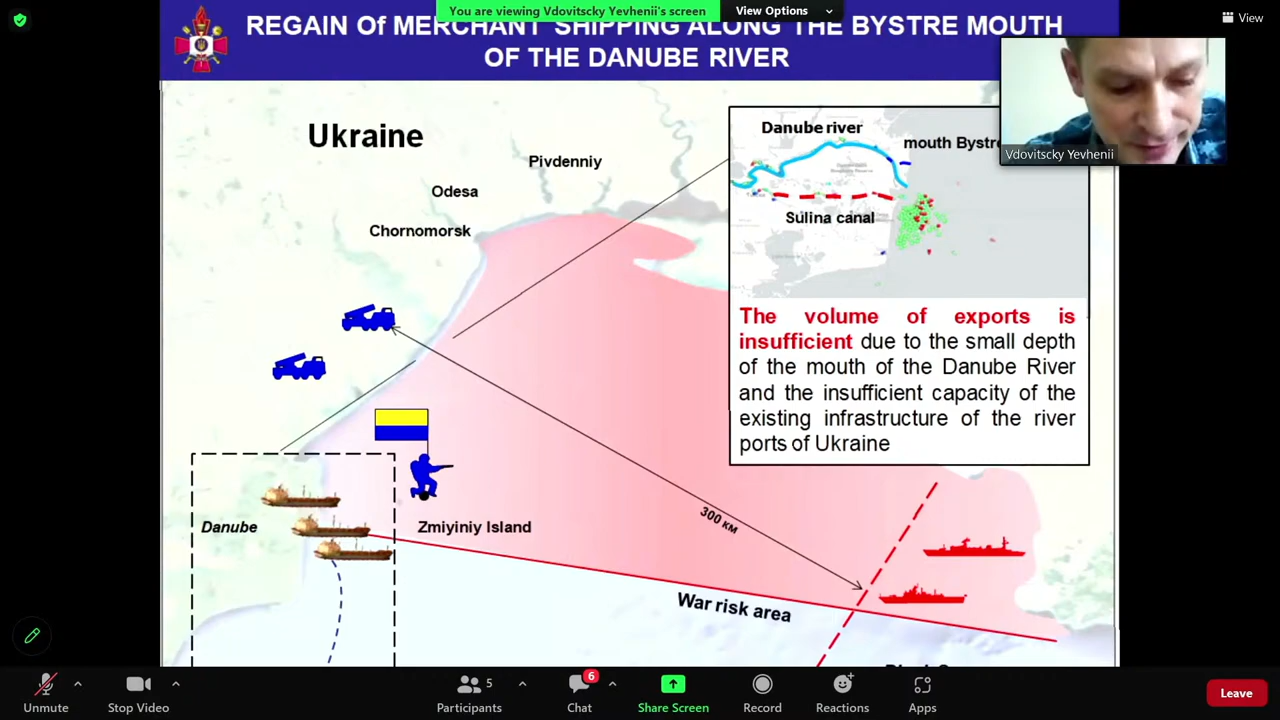 You are viewing Vdovitscky Yevhenii's screen
View Options
View
REGAIN Of MERCHANT SHIPPING ALONG THE BYSTRE MOUTH
OF THE DANUBE RIVER
Vdovitscky Yevhenii
Ukraine
Pivdenniy
Odesa
Chornomorsk
Danube river
mouth Bystre
Sulina canal
The volume of exports is
insufficient due to the small depth
of the mouth of the Danube River
and the insufficient capacity of the
existing infrastructure of the river
ports of Ukraine
Danube
Zmiyiniy Island
300 км
War risk area
Unmute
Stop Video
5
Participants
6
Chat
Share Screen
Record
Reactions
Apps
Leave